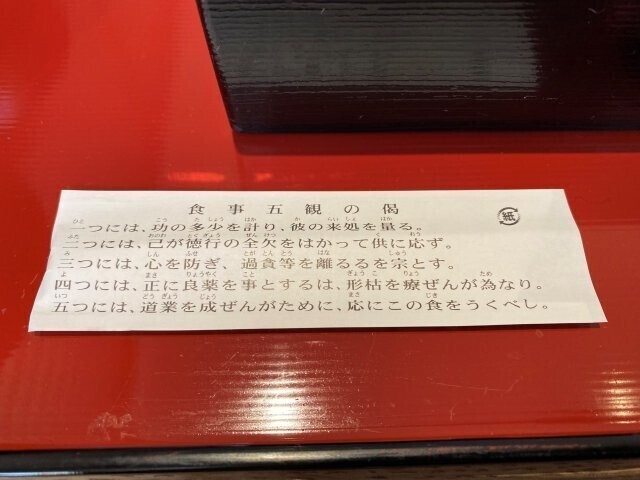 食事五観の偈
紙
一つには、功の多少を計り、彼の来処を量る。
二つには、己が徳行の全欠をはかって供に応ず。
三つには、心を防ぎ、過貪等を離るるを宗とす。
四つには、正に良薬を事とするは、形枯を療ぜんが為なり。
五つには、道業を成ぜんがために、応にこの食をうくべし。